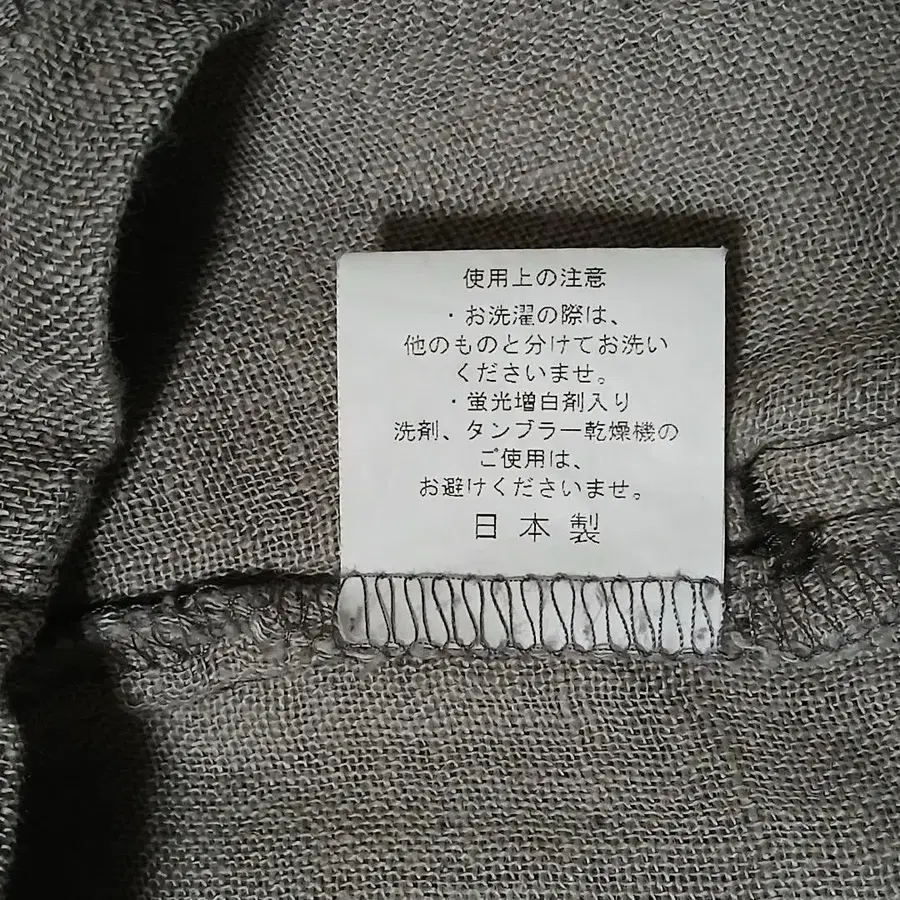 使用上の注意
・お洗濯の際は、
他のものと分けてお洗い
くださいませ。
・蛍光増白剤入り
洗剤、タンブラー乾燥機の
ご使用は、
お避けくださいませ。
日本製